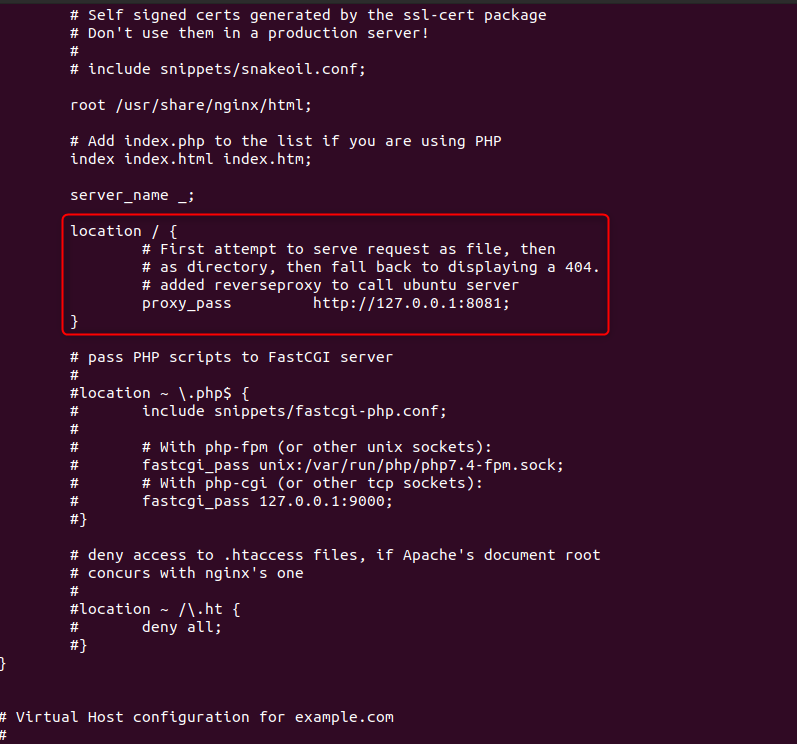 # Self signed certs generated by the ssl-cert package
# Don't use them in a production server!
#
# include snippets/snakeoil.conf;
root /usr/share/nginx/html;
# Add index.php to the list if you are using PHP
index index.html index.htm;
server_name _;
location / {
# First attempt to serve request as file, then
# as directory, then fall back to displaying a 404.
# added reverseproxy to call ubuntu server
proxy_pass http://127.0.0.1:8081;
}
# pass PHP scripts to FastCGI server
#
#location ~ \.php$ {
# include snippets/fastcgi-php.conf;
#
# # With php-fpm (or other unix sockets):
# fastcgi_pass unix:/var/run/php/php7.4-fpm.sock;
# # With php-cgi (or other tcp sockets):
# fastcgi_pass 127.0.0.1:9000;
#}
# deny access to .htaccess files, if Apache's document root
# concurs with nginx's one
#
#location ~ /\.ht {
# deny all;
#}
}
# Virtual Host configuration for example.com
#